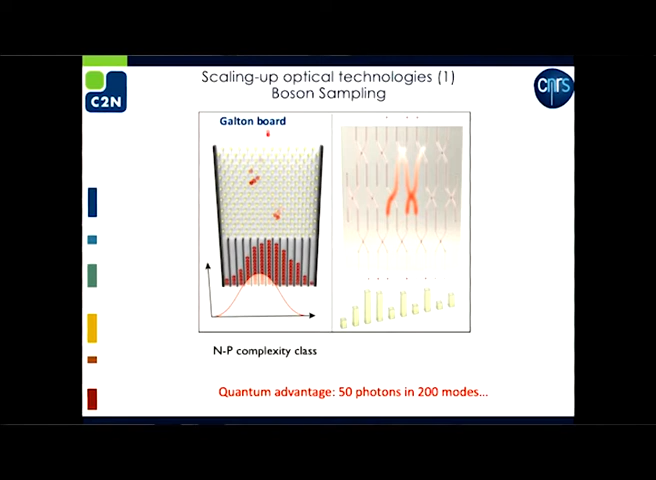 Scaling-up optical technologies (1)
Boson Sampling
C2N
cnrs
Galton board
N-P complexity class
Quantum advantage: 50 photons in 200 modes...